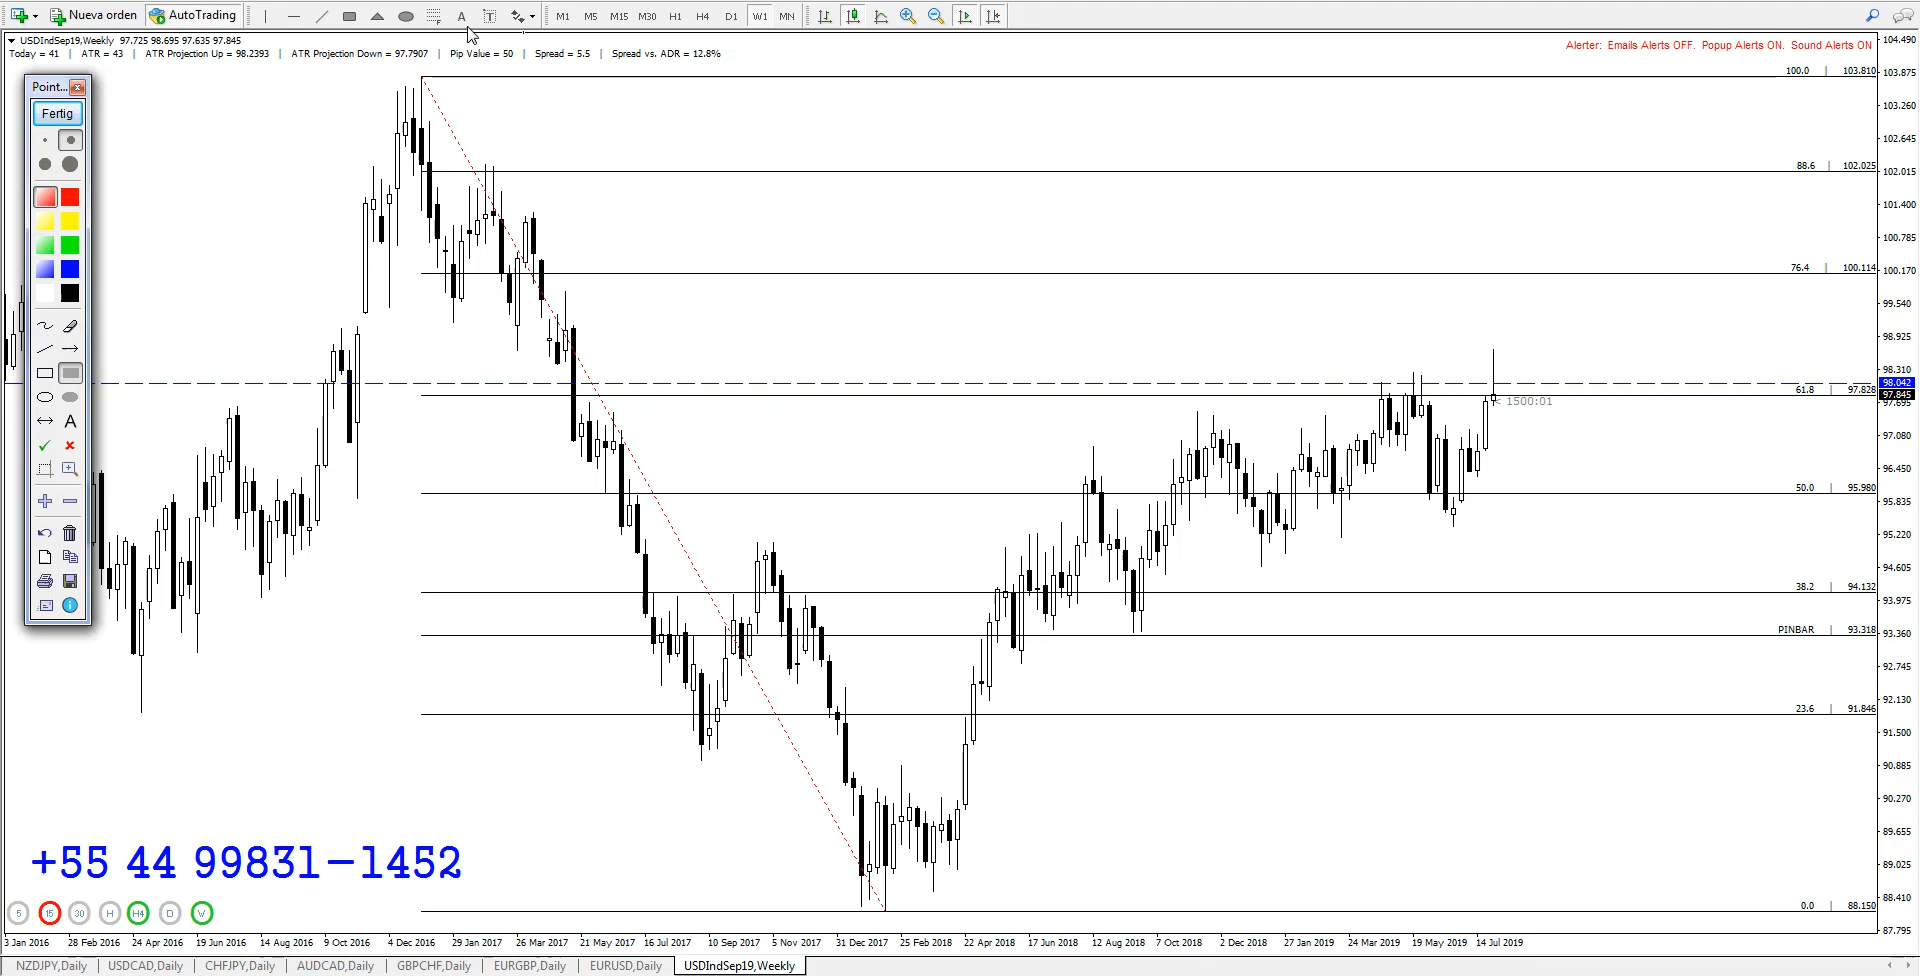 Nueva orden AutoTrading A T M1 M5 M15 M30 H1 H4 D1 W1 MN
USDIndSep19,Weekly 97.725 98.695 97.635 97.845
Today = 41 | ATR = 43 | ATR Projection Up = 98.2393 | ATR Projection Down = 97.7907 | Pip Value = 50 | Spread = 5.5 | Spread vs. ADR = 12.8%
Alerter: Emails Alerts OFF. Popup Alerts ON. Sound Alerts ON
Point...
Fertig
A
100.0 | 103.810
88.6 | 102.025
76.4 | 100.114
61.8 97.828
< 1500:01
50.0 | 95.980
38.2 | 94.132
PINBAR | 93.318
23.6 | 91.846
0.0 | 88.150
104.490
103.875
103.260
102.645
102.015
101.400
100.785
100.170
99.540
98.925
98.310
98.042
97.845
97.695
97.080
96.450
95.835
95.220
94.605
93.975
93.360
92.745
92.130
91.500
90.885
90.270
89.655
89.025
88.410
87.795
+55 44 99831-1452
5 15 30 H H4 D W
3 Jan 2016 28 Feb 2016 24 Apr 2016 19 Jun 2016 14 Aug 2016 9 Oct 2016 4 Dec 2016 29 Jan 2017 26 Mar 2017 21 May 2017 16 Jul 2017 10 Sep 2017 5 Nov 2017 31 Dec 2017 25 Feb 2018 22 Apr 2018 17 Jun 2018 12 Aug 2018 7 Oct 2018 2 Dec 2018 27 Jan 2019 24 Mar 2019 19 May 2019 14 Jul 2019
NZDJPY,Daily USDCAD,Daily CHFJPY,Daily AUDCAD,Daily GBPCHF,Daily EURGBP,Daily EURUSD,Daily USDIndSep19,Weekly